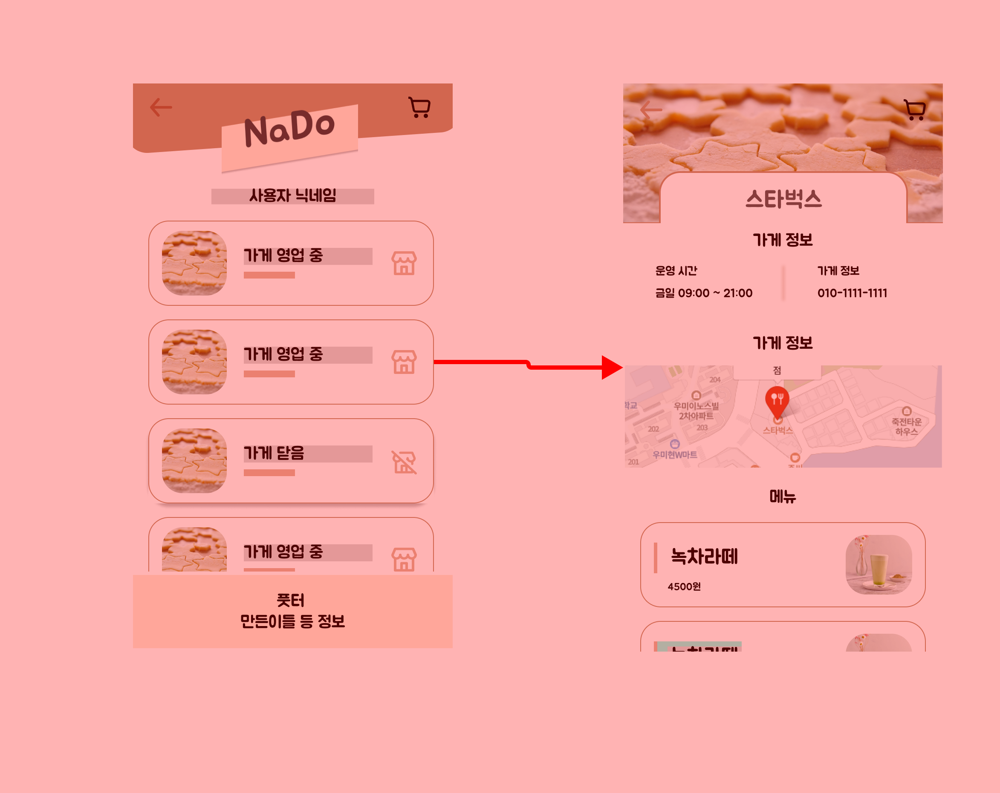 NaDo
사용자 닉네임
가게 영업 중
가게 영업 중
가게 닫음
가게 영업 중
풋터
만든이들 등 정보
스타벅스
가게 정보
운영 시간
가게 정보
금일 09:00 ~ 21:00
010-1111-1111
가게 정보
점
204
학교
우미이노스빌
2차아파트
202
203
스타벅스
죽전타운
하우스
우미현W마트
201
메뉴
녹차라떼
4500원
녹차라떼